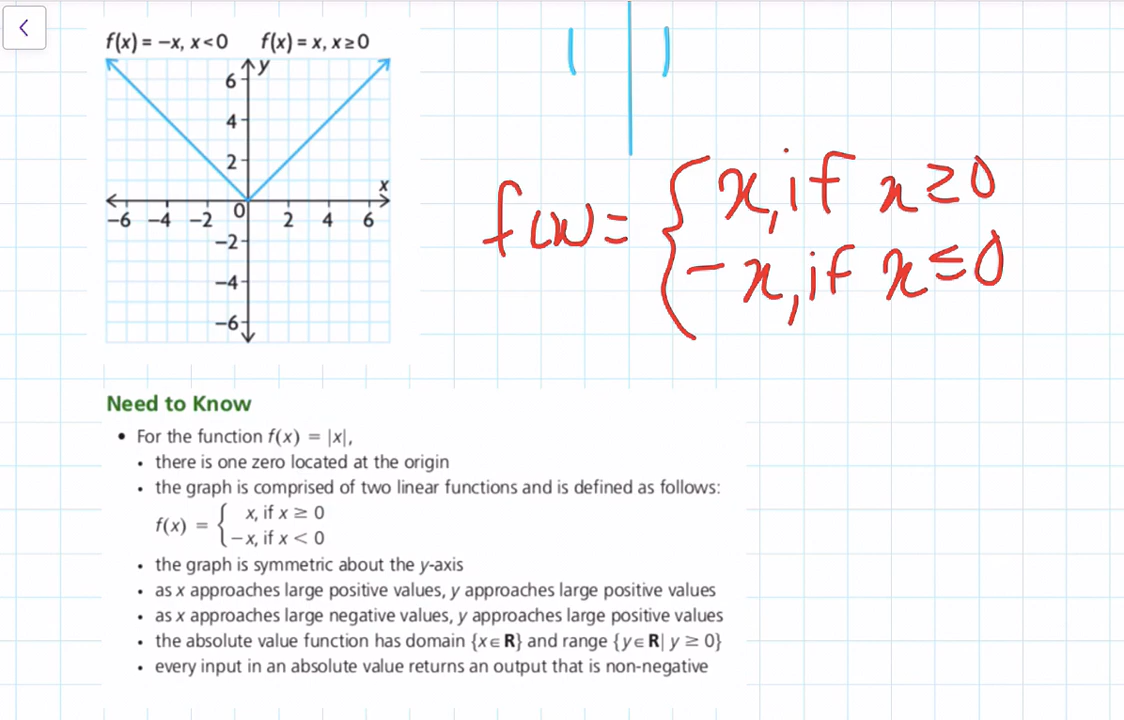 f(x) = −x, x < 0 f(x) = x, x ≥ 0
y
6
4
2
x
−6 −4 −2 0 2 4 6
−2
−4
−6
f(x) = { x, if x ≥ 0
−x, if x ≤ 0
Need to Know
• For the function f(x) = |x|,
• there is one zero located at the origin
• the graph is comprised of two linear functions and is defined as follows:
f(x) = { x, if x ≥ 0
−x, if x < 0
• the graph is symmetric about the y-axis
• as x approaches large positive values, y approaches large positive values
• as x approaches large negative values, y approaches large positive values
• the absolute value function has domain {x ∈ R} and range {y ∈ R| y ≥ 0}
• every input in an absolute value returns an output that is non-negative